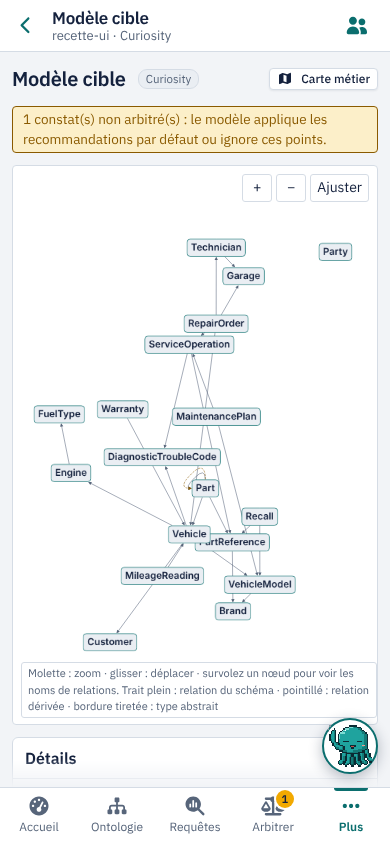 Modèle cible
recette-ui · Curiosity
Modèle cible
Curiosity
Carte métier
1 constat(s) non arbitré(s) : le modèle applique les
recommandations par défaut ou ignore ces points.
+
−
Ajuster
Technician
Party
Garage
RepairOrder
ServiceOperation
FuelType
Warranty
MaintenancePlan
DiagnosticTroubleCode
Engine
Part
Recall
Vehicle
PartReference
MileageReading
VehicleModel
Brand
Customer
Molette : zoom · glisser : déplacer · survolez un nœud pour voir les
noms de relations. Trait plein : relation du schéma · pointillé : relation
dérivée · bordure tiretée : type abstrait
Détails
1
Accueil
Ontologie
Requêtes
Arbitrer
Plus